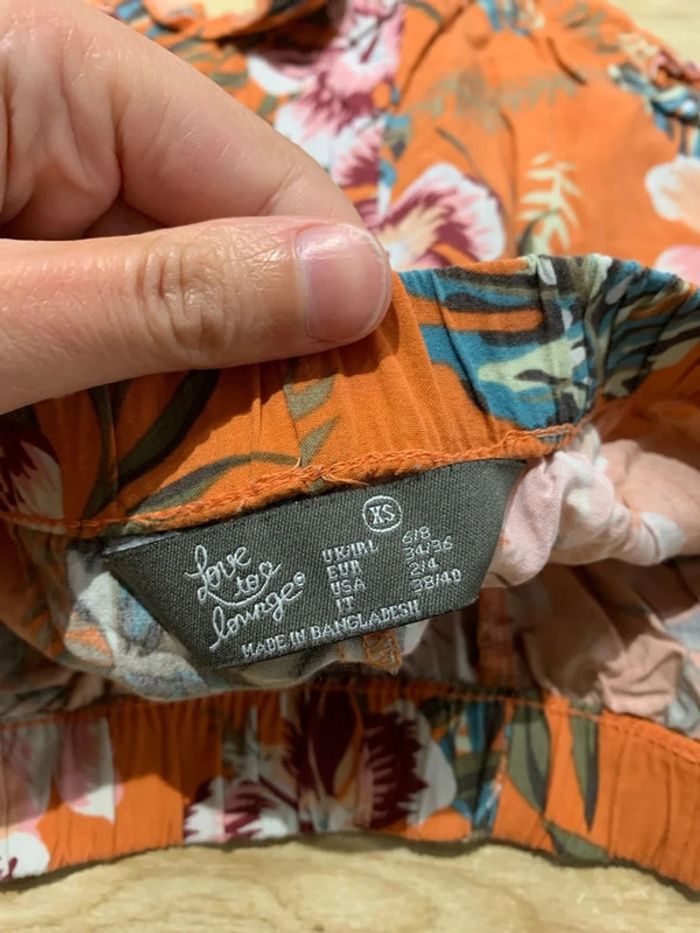 XS
Love
to
lounge®
UK/IRL 6/8
EUR 34/36
USA 2/4
IT 38/40
MADE IN BANGLADESH